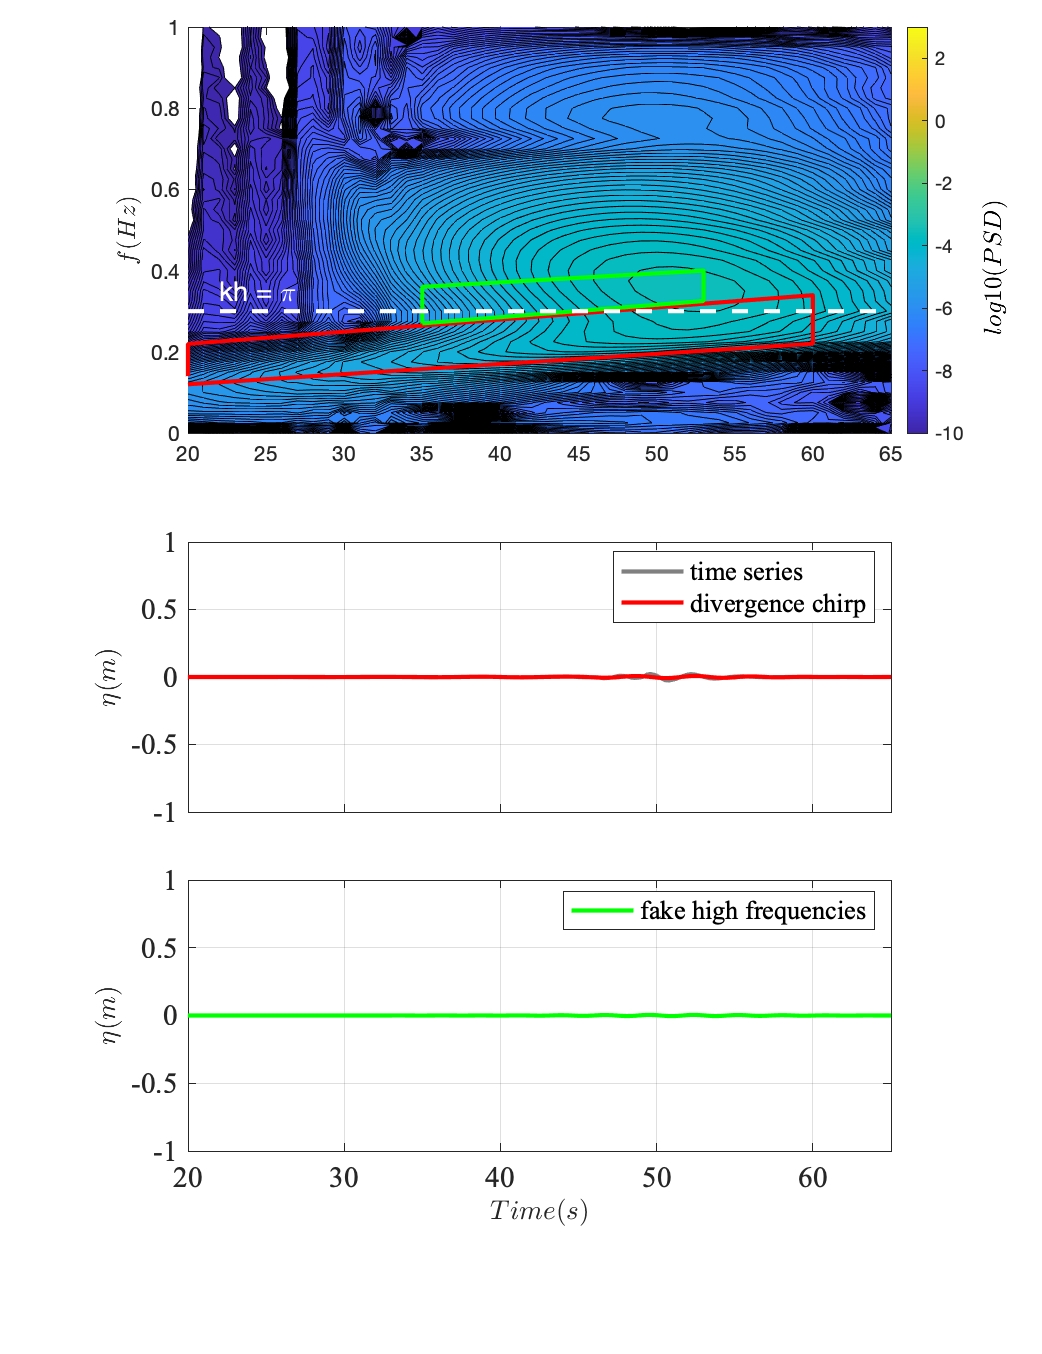 1
0.8
0.6
0.4
0.2
0
f(Hz)
kh = π
20 25 30 35 40 45 50 55 60 65
2
0
-2
-4
-6
-8
-10
log10(PSD)
1
0.5
0
-0.5
-1
η(m)
time series
divergence chirp
1
0.5
0
-0.5
-1
η(m)
fake high frequencies
20 30 40 50 60
Time(s)